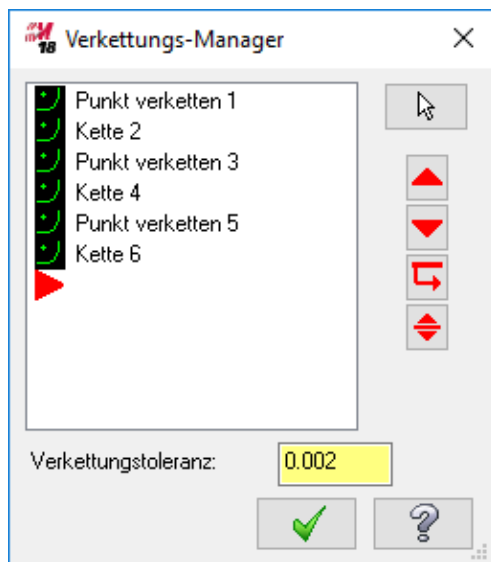 18 Verkettungs-Manager
Punkt verketten 1
Kette 2
Punkt verketten 3
Kette 4
Punkt verketten 5
Kette 6
Verkettungstoleranz: 0.002